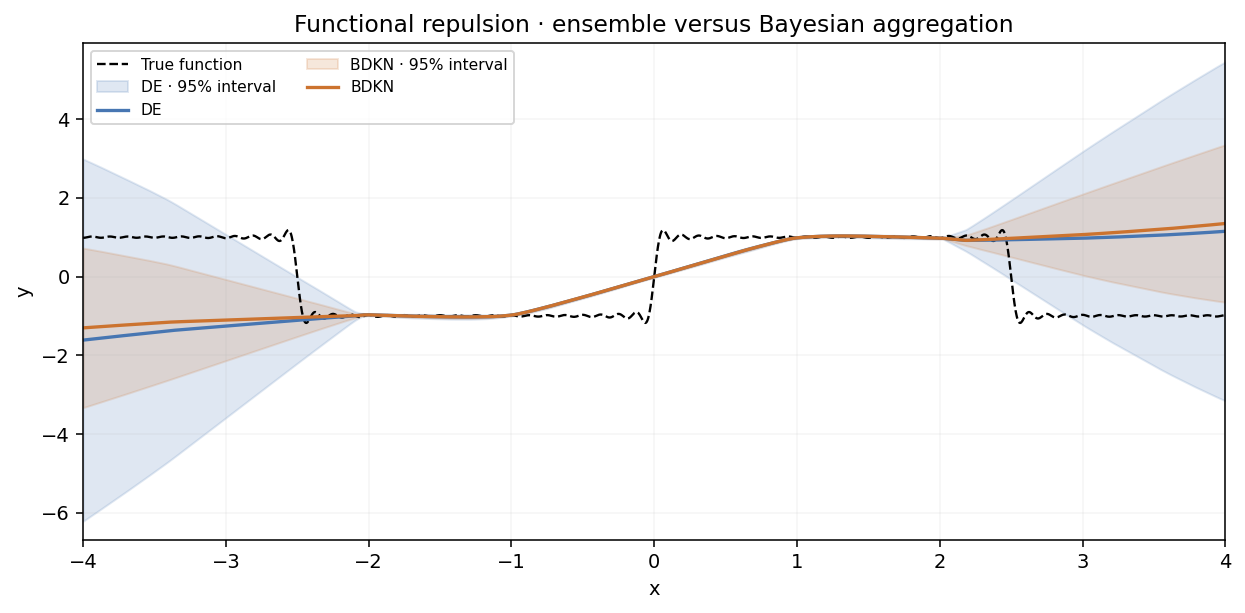 Functional repulsion · ensemble versus Bayesian aggregation
True function
DE · 95% interval
DE
BDKN · 95% interval
BDKN
y
4
2
0
−2
−4
−6
−4 −3 −2 −1 0 1 2 3 4
x